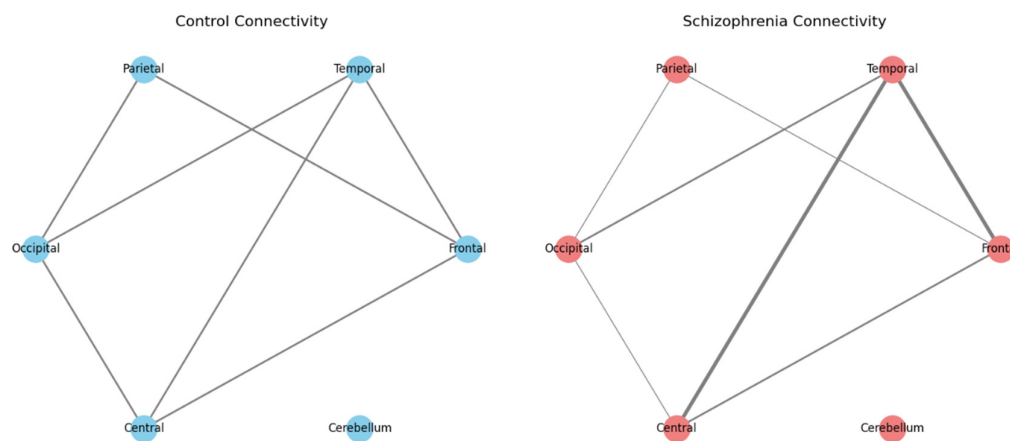 Control Connectivity
Parietal
Temporal
Occipital
Frontal
Central
Cerebellum
Schizophrenia Connectivity
Parietal
Temporal
Occipital
Front
Central
Cerebellum